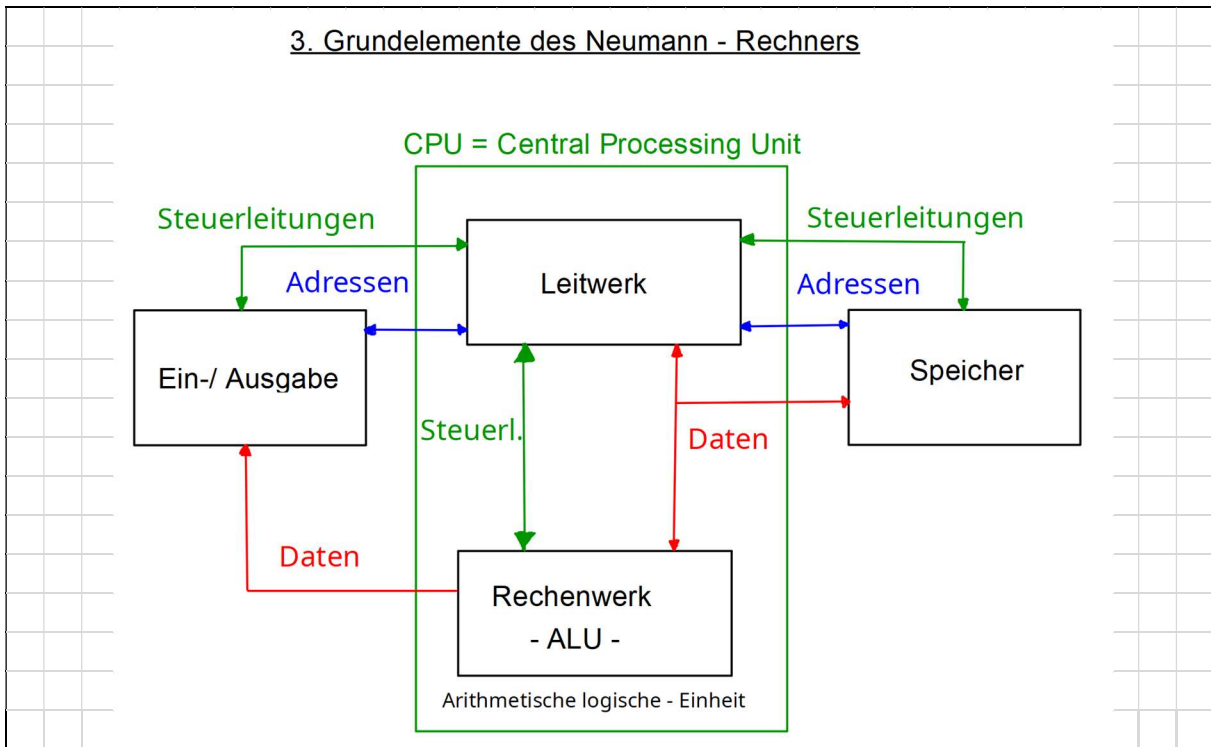 3. Grundelemente des Neumann - Rechners
CPU = Central Processing Unit
Steuerleitungen
Steuerleitungen
Adressen
Leitwerk
Adressen
Ein-/ Ausgabe
Speicher
Steuerl.
Daten
Daten
Rechenwerk
- ALU -
Arithmetische logische - Einheit